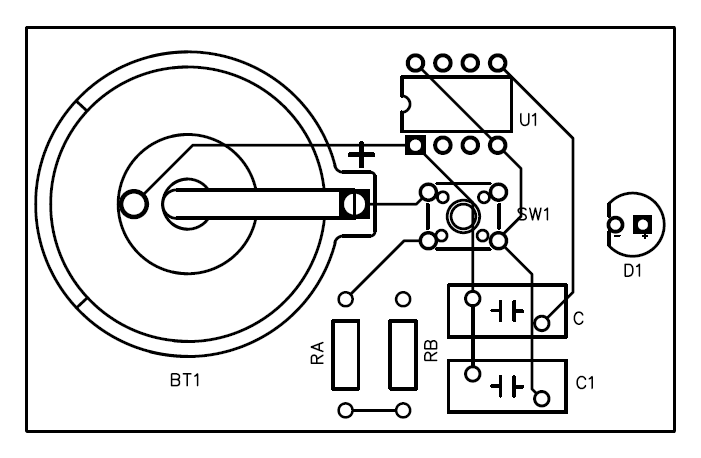 U1
+
SW1
- +
D1
C
RA
RB
BT1
C1